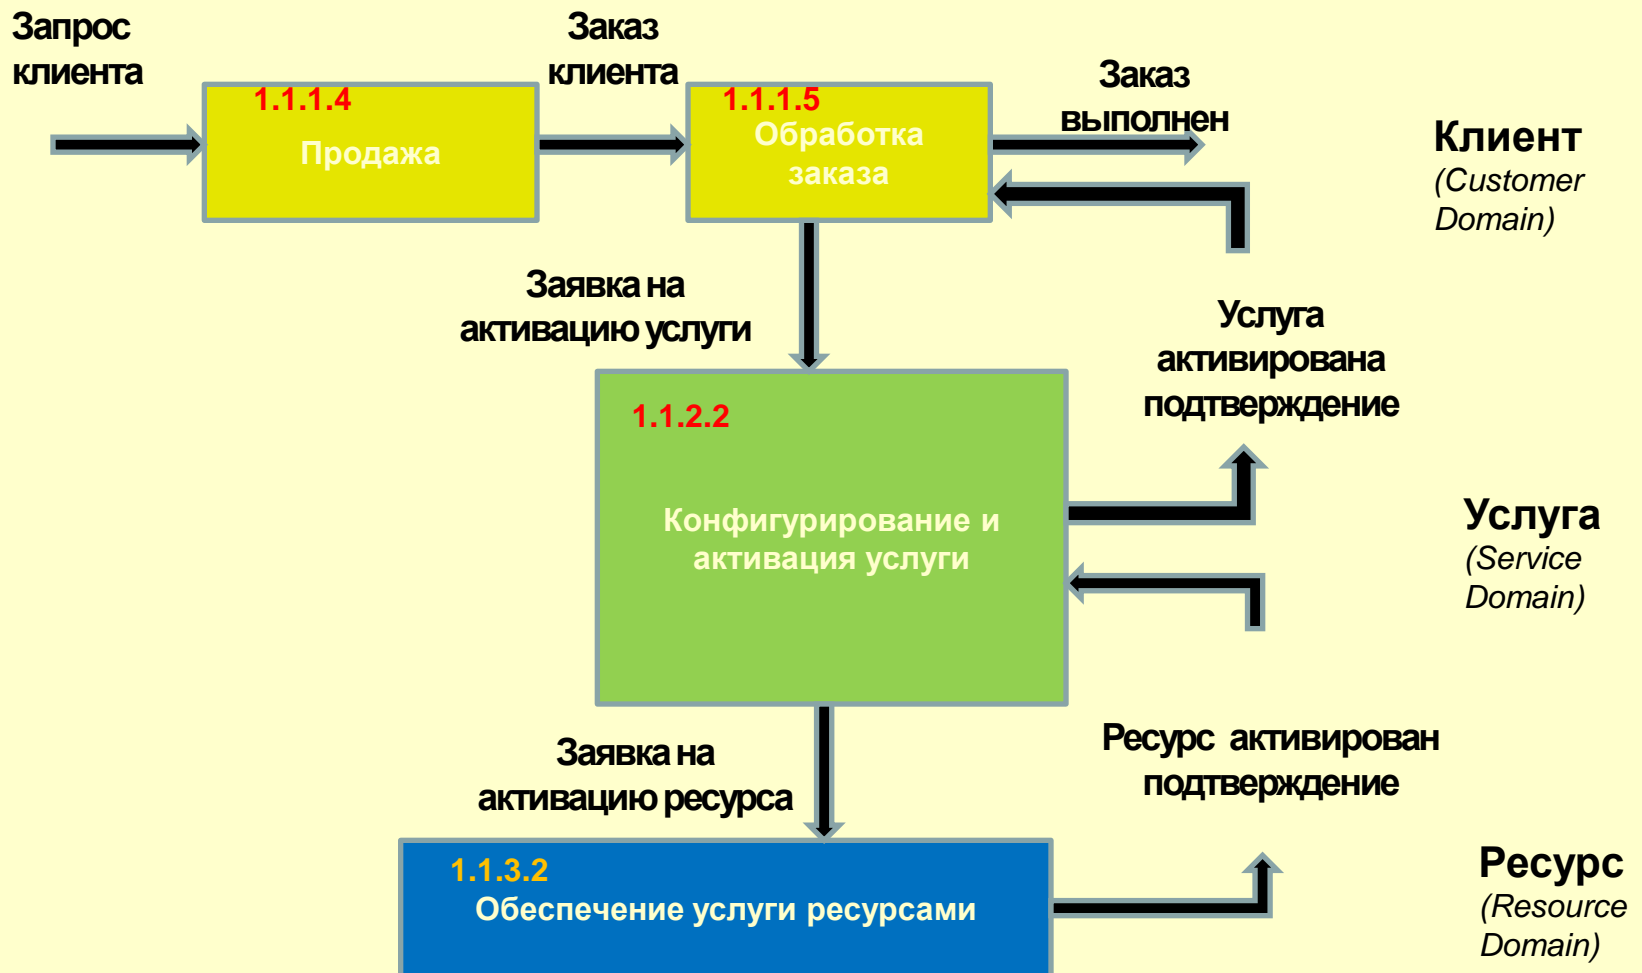 Запрос
клиента
Заказ
клиента
Заказ
выполнен
1.1.1.4
Продажа
1.1.1.5
Обработка
заказа
Клиент
(Customer
Domain)
Заявка на
активацию услуги
Услуга
активирована
подтверждение
1.1.2.2
Конфигурирование и
активация услуги
Услуга
(Service
Domain)
Заявка на
активацию ресурса
Ресурс активирован
подтверждение
1.1.3.2
Обеспечение услуги ресурсами
Ресурс
(Resource
Domain)